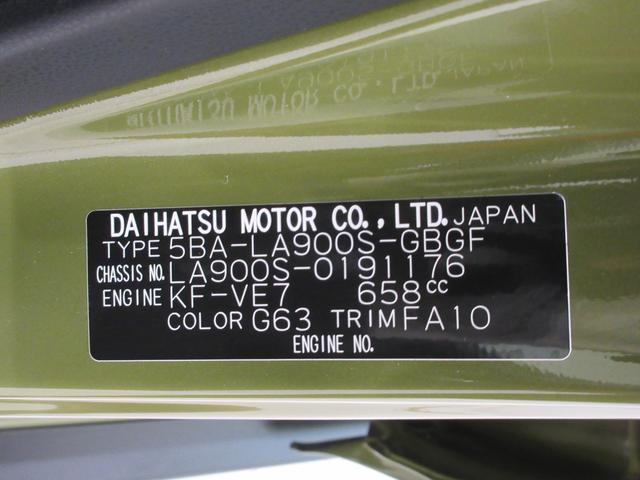 DAIHATSU MOTOR CO., LTD. JAPAN
TYPE 5BA-LA900S-GBGF
CHASSIS NO. LA900S-0191176
ENGINE KF-VE7 658cc
COLOR G63 TRIM FA10
ENGINE NO.